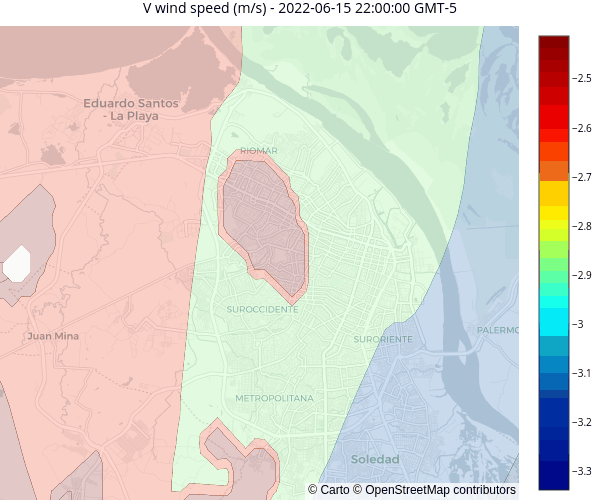 V wind speed (m/s) - 2022-06-15 22:00:00 GMT-5
Eduardo Santos
- La Playa
RIOMAR
SUROCCIDENTE
Juan Mina
SURORIENTE
PALERMO
METROPOLITANA
Soledad
© Carto © OpenStreetMap contributors
−2.5
−2.6
−2.7
−2.8
−2.9
−3
−3.1
−3.2
−3.3